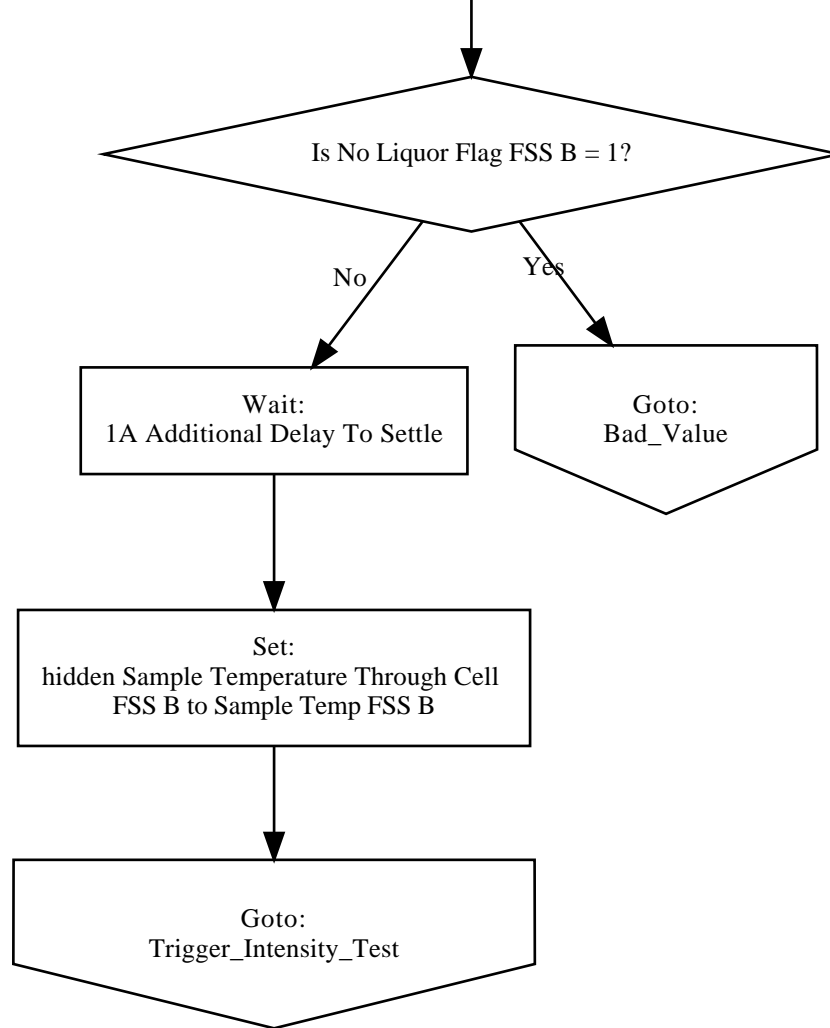 Is No Liquor Flag FSS B = 1?
No
Yes
Wait:
1A Additional Delay To Settle
Goto:
Bad_Value
Set:
hidden Sample Temperature Through Cell
FSS B to Sample Temp FSS B
Goto:
Trigger_Intensity_Test